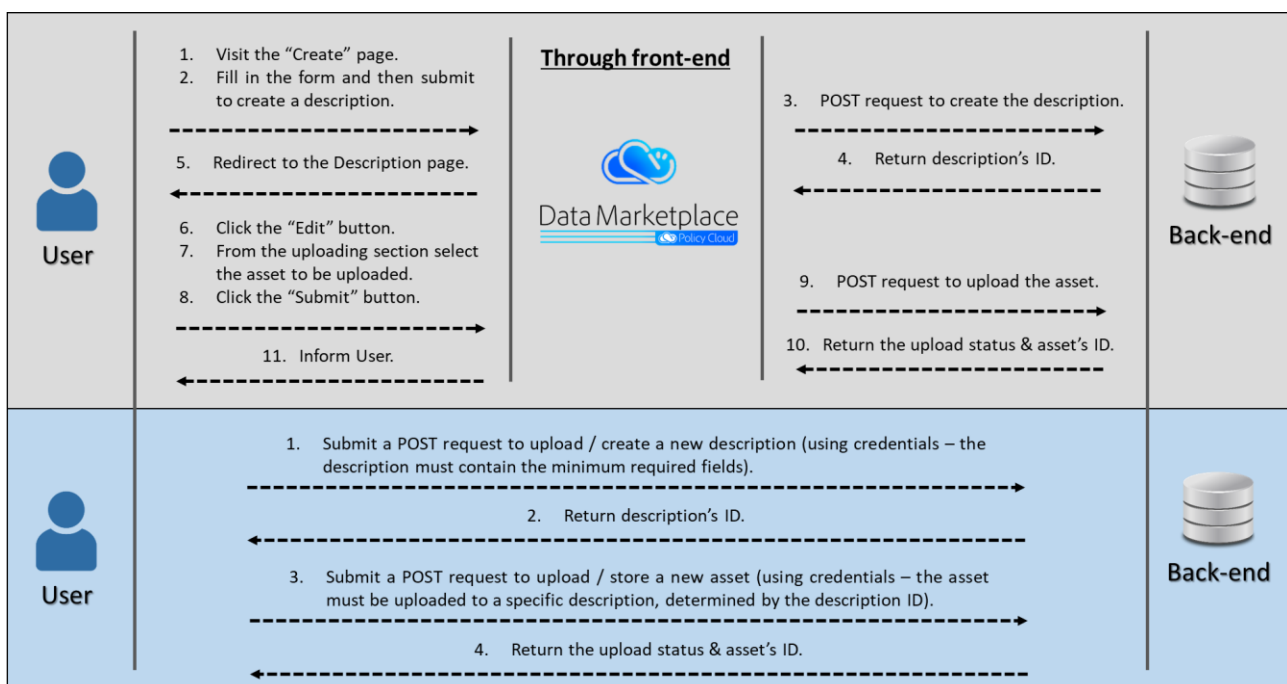 1. Visit the “Create” page.
2. Fill in the form and then submit
to create a description.
Through front-end
3. POST request to create the description.
4. Return description’s ID.
5. Redirect to the Description page.
Data Marketplace
Policy Cloud
6. Click the “Edit” button.
7. From the uploading section select
the asset to be uploaded.
8. Click the “Submit” button.
User
Back-end
9. POST request to upload the asset.
10. Return the upload status & asset’s ID.
11. Inform User.
1. Submit a POST request to upload / create a new description (using credentials – the
description must contain the minimum required fields).
2. Return description’s ID.
3. Submit a POST request to upload / store a new asset (using credentials – the asset
must be uploaded to a specific description, determined by the description ID).
User
Back-end
4. Return the upload status & asset’s ID.